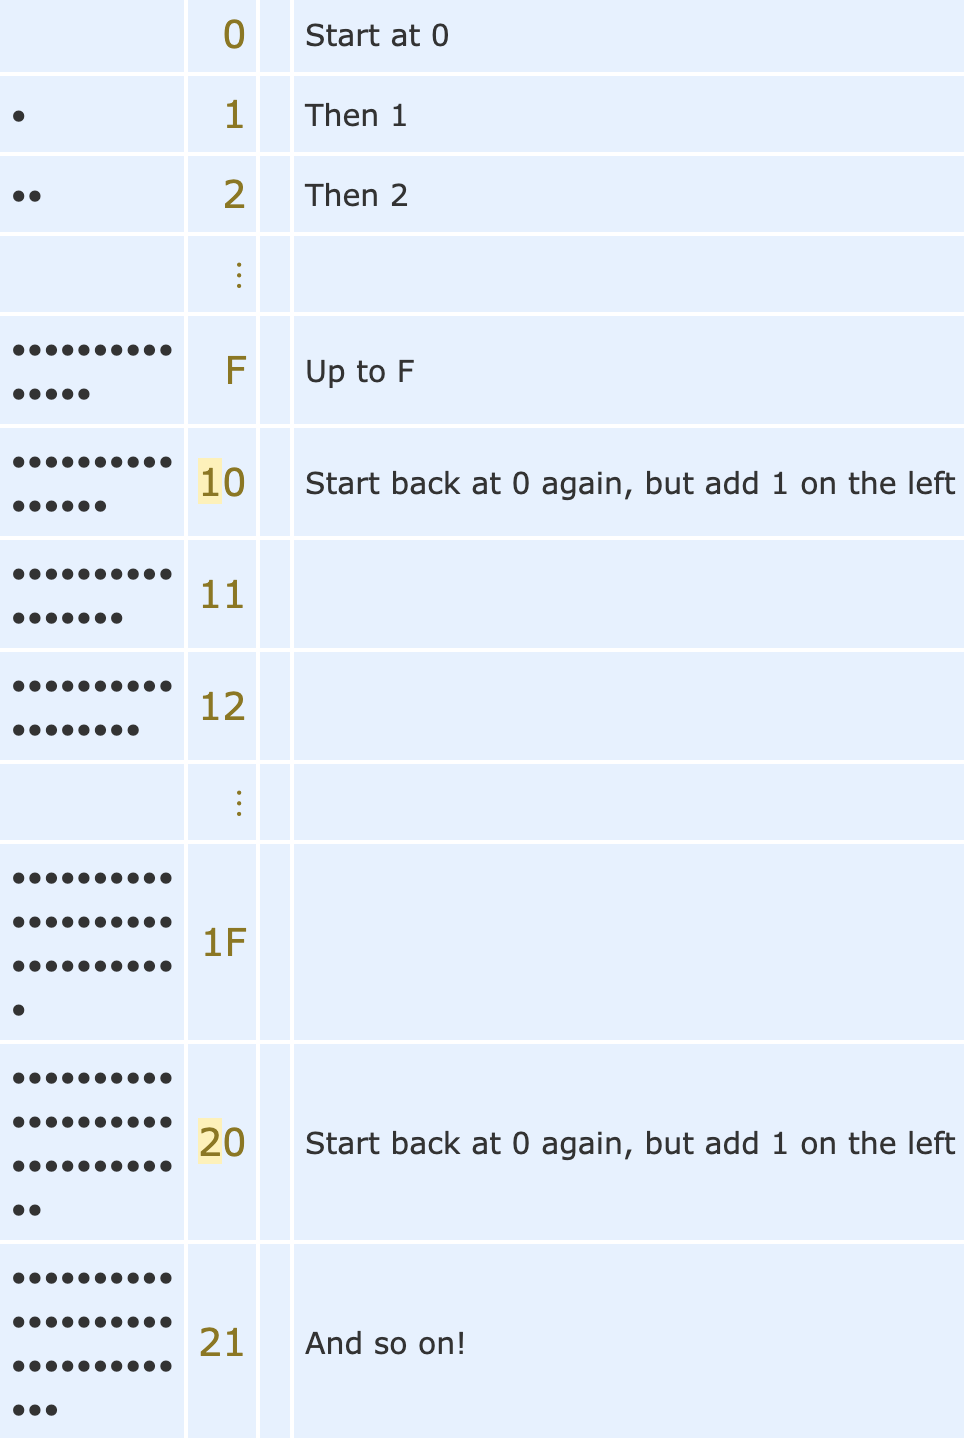 0 Start at 0
• 1 Then 1
•• 2 Then 2
⋮
••••••••••
••••• F Up to F
••••••••••
•••••• 10 Start back at 0 again, but add 1 on the left
••••••••••
••••••• 11
••••••••••
•••••••• 12
⋮
••••••••••
••••••••••
••••••••••
• 1F
••••••••••
••••••••••
••••••••••
•• 20 Start back at 0 again, but add 1 on the left
••••••••••
••••••••••
••••••••••
••• 21 And so on!